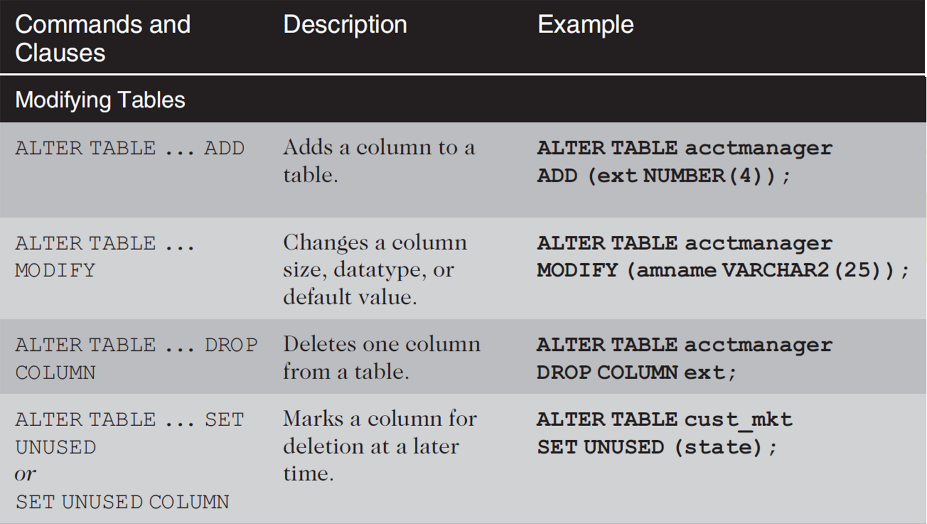 Commands and Clauses
Description
Example
Modifying Tables
ALTER TABLE ... ADD
Adds a column to a
table.
ALTER TABLE acctmanager
ADD (ext NUMBER(4));
ALTER TABLE ...
MODIFY
Changes a column
size, datatype, or
default value.
ALTER TABLE acctmanager
MODIFY (amname VARCHAR2(25));
ALTER TABLE ... DROP
COLUMN
Deletes one column
from a table.
ALTER TABLE acctmanager
DROP COLUMN ext;
ALTER TABLE ... SET
UNUSED
or
SET UNUSED COLUMN
Marks a column for
deletion at a later
time.
ALTER TABLE cust_mkt
SET UNUSED (state);